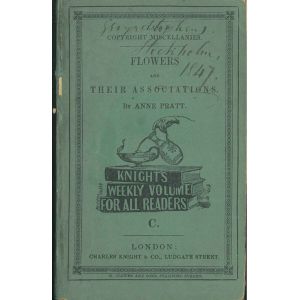 COPYRIGHT MISCELLANIES.
Stockholm,
1847.
FLOWERS
AND
THEIR ASSOCIATIONS.
BY ANNE PRATT.
KNIGHT'S
WEEKLY VOLUME
FOR ALL READERS
C.
LONDON:
CHARLES KNIGHT & CO., LUDGATE STREET.